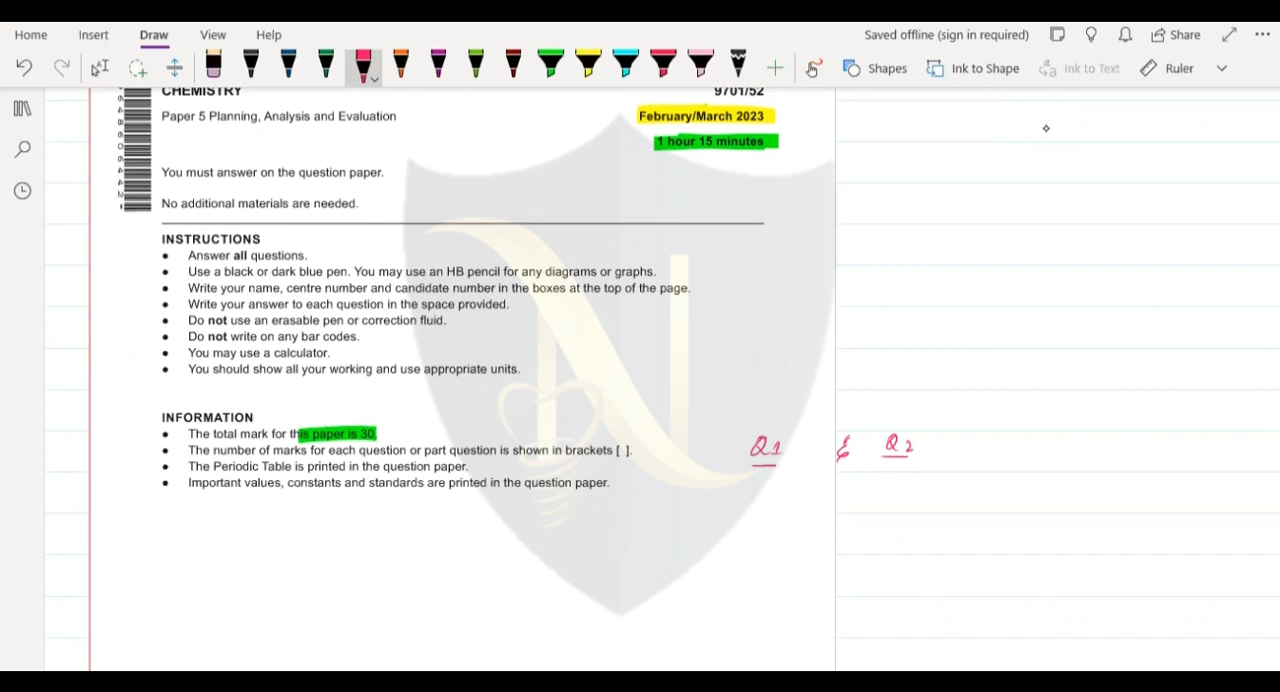 Home Insert Draw View Help Saved offline (sign in required) Share
Shapes Ink to Shape Ink to Text Ruler
CHEMISTRY 9701/52
Paper 5 Planning, Analysis and Evaluation February/March 2023
1 hour 15 minutes
You must answer on the question paper.
No additional materials are needed.
INSTRUCTIONS
• Answer all questions.
• Use a black or dark blue pen. You may use an HB pencil for any diagrams or graphs.
• Write your name, centre number and candidate number in the boxes at the top of the page.
• Write your answer to each question in the space provided.
• Do not use an erasable pen or correction fluid.
• Do not write on any bar codes.
• You may use a calculator.
• You should show all your working and use appropriate units.
INFORMATION
• The total mark for this paper is 30.
• The number of marks for each question or part question is shown in brackets [ ].
• The Periodic Table is printed in the question paper.
• Important values, constants and standards are printed in the question paper.
Q1 & Q2